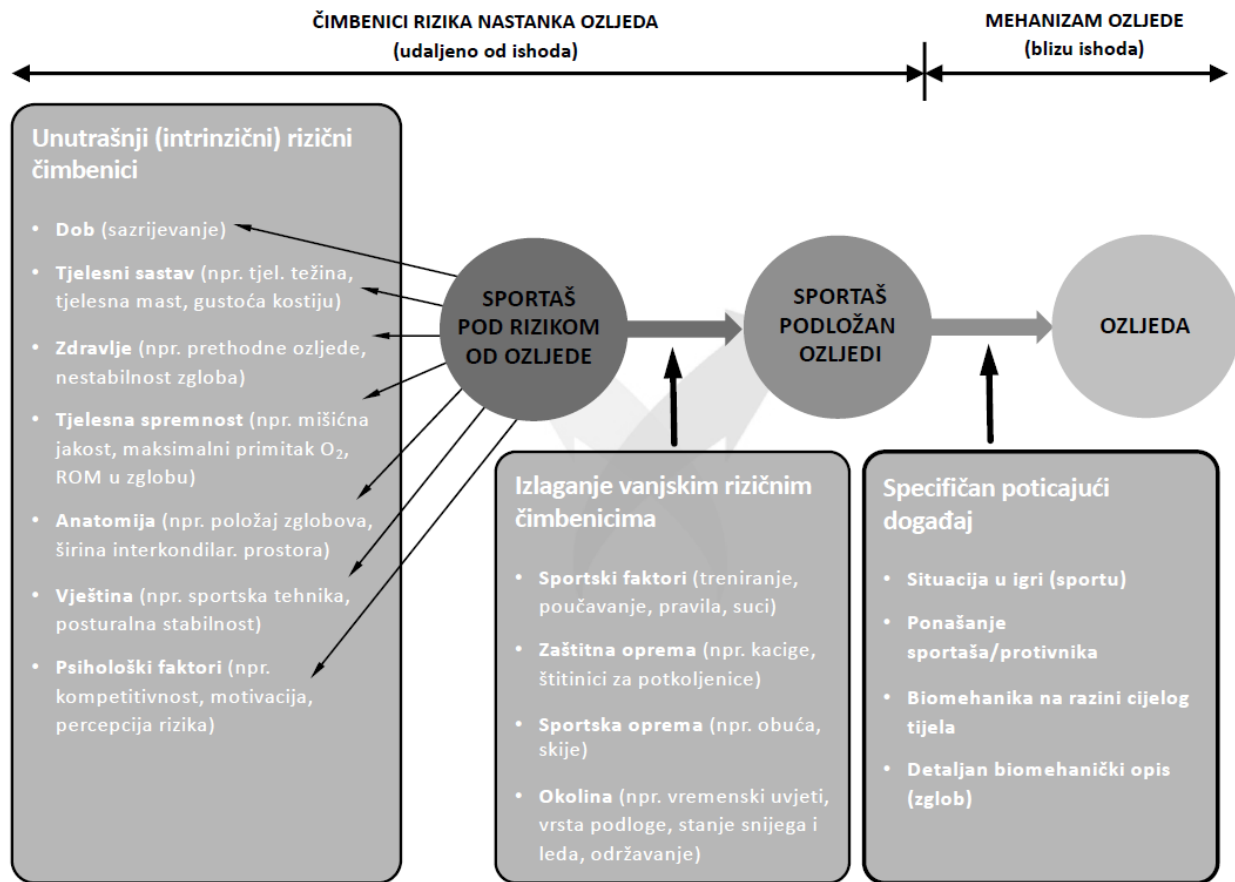 ČIMBENICI RIZIKA NASTANKA OZLJEDA
(udaljeno od ishoda)
MEHANIZAM OZLJEDE
(blizu ishoda)
Unutrašnji (intrinzični) rizični
čimbenici
• Dob (sazrijevanje)
• Tjelesni sastav (npr. tjel. težina,
tjelesna mast, gustoća kostiju)
• Zdravlje (npr. prethodne ozljede,
nestabilnost zgloba)
• Tjelesna spremnost (npr. mišićna
jakost, maksimalni primitak O₂,
ROM u zglobu)
• Anatomija (npr. položaj zglobova,
širina interkondilar. prostora)
• Vještina (npr. sportska tehnika,
posturalna stabilnost)
• Psihološki faktori (npr.
kompetitivnost, motivacija,
percepcija rizika)
SPORTAŠ
POD RIZIKOM
OD OZLJEDE
SPORTAŠ
PODLOŽAN
OZLJEDI
OZLJEDA
Izlaganje vanjskim rizičnim
čimbenicima
• Sportski faktori (treniranje,
poučavanje, pravila, suci)
• Zaštitna oprema (npr. kacige,
štitinici za potkoljenice)
• Sportska oprema (npr. obuća,
skije)
• Okolina (npr. vremenski uvjeti,
vrsta podloge, stanje snijega i
leda, održavanje)
Specifičan poticajući
događaj
• Situacija u igri (sportu)
• Ponašanje
sportaša/protivnika
• Biomehanika na razini cijelog
tijela
• Detaljan biomehanički opis
(zglob)